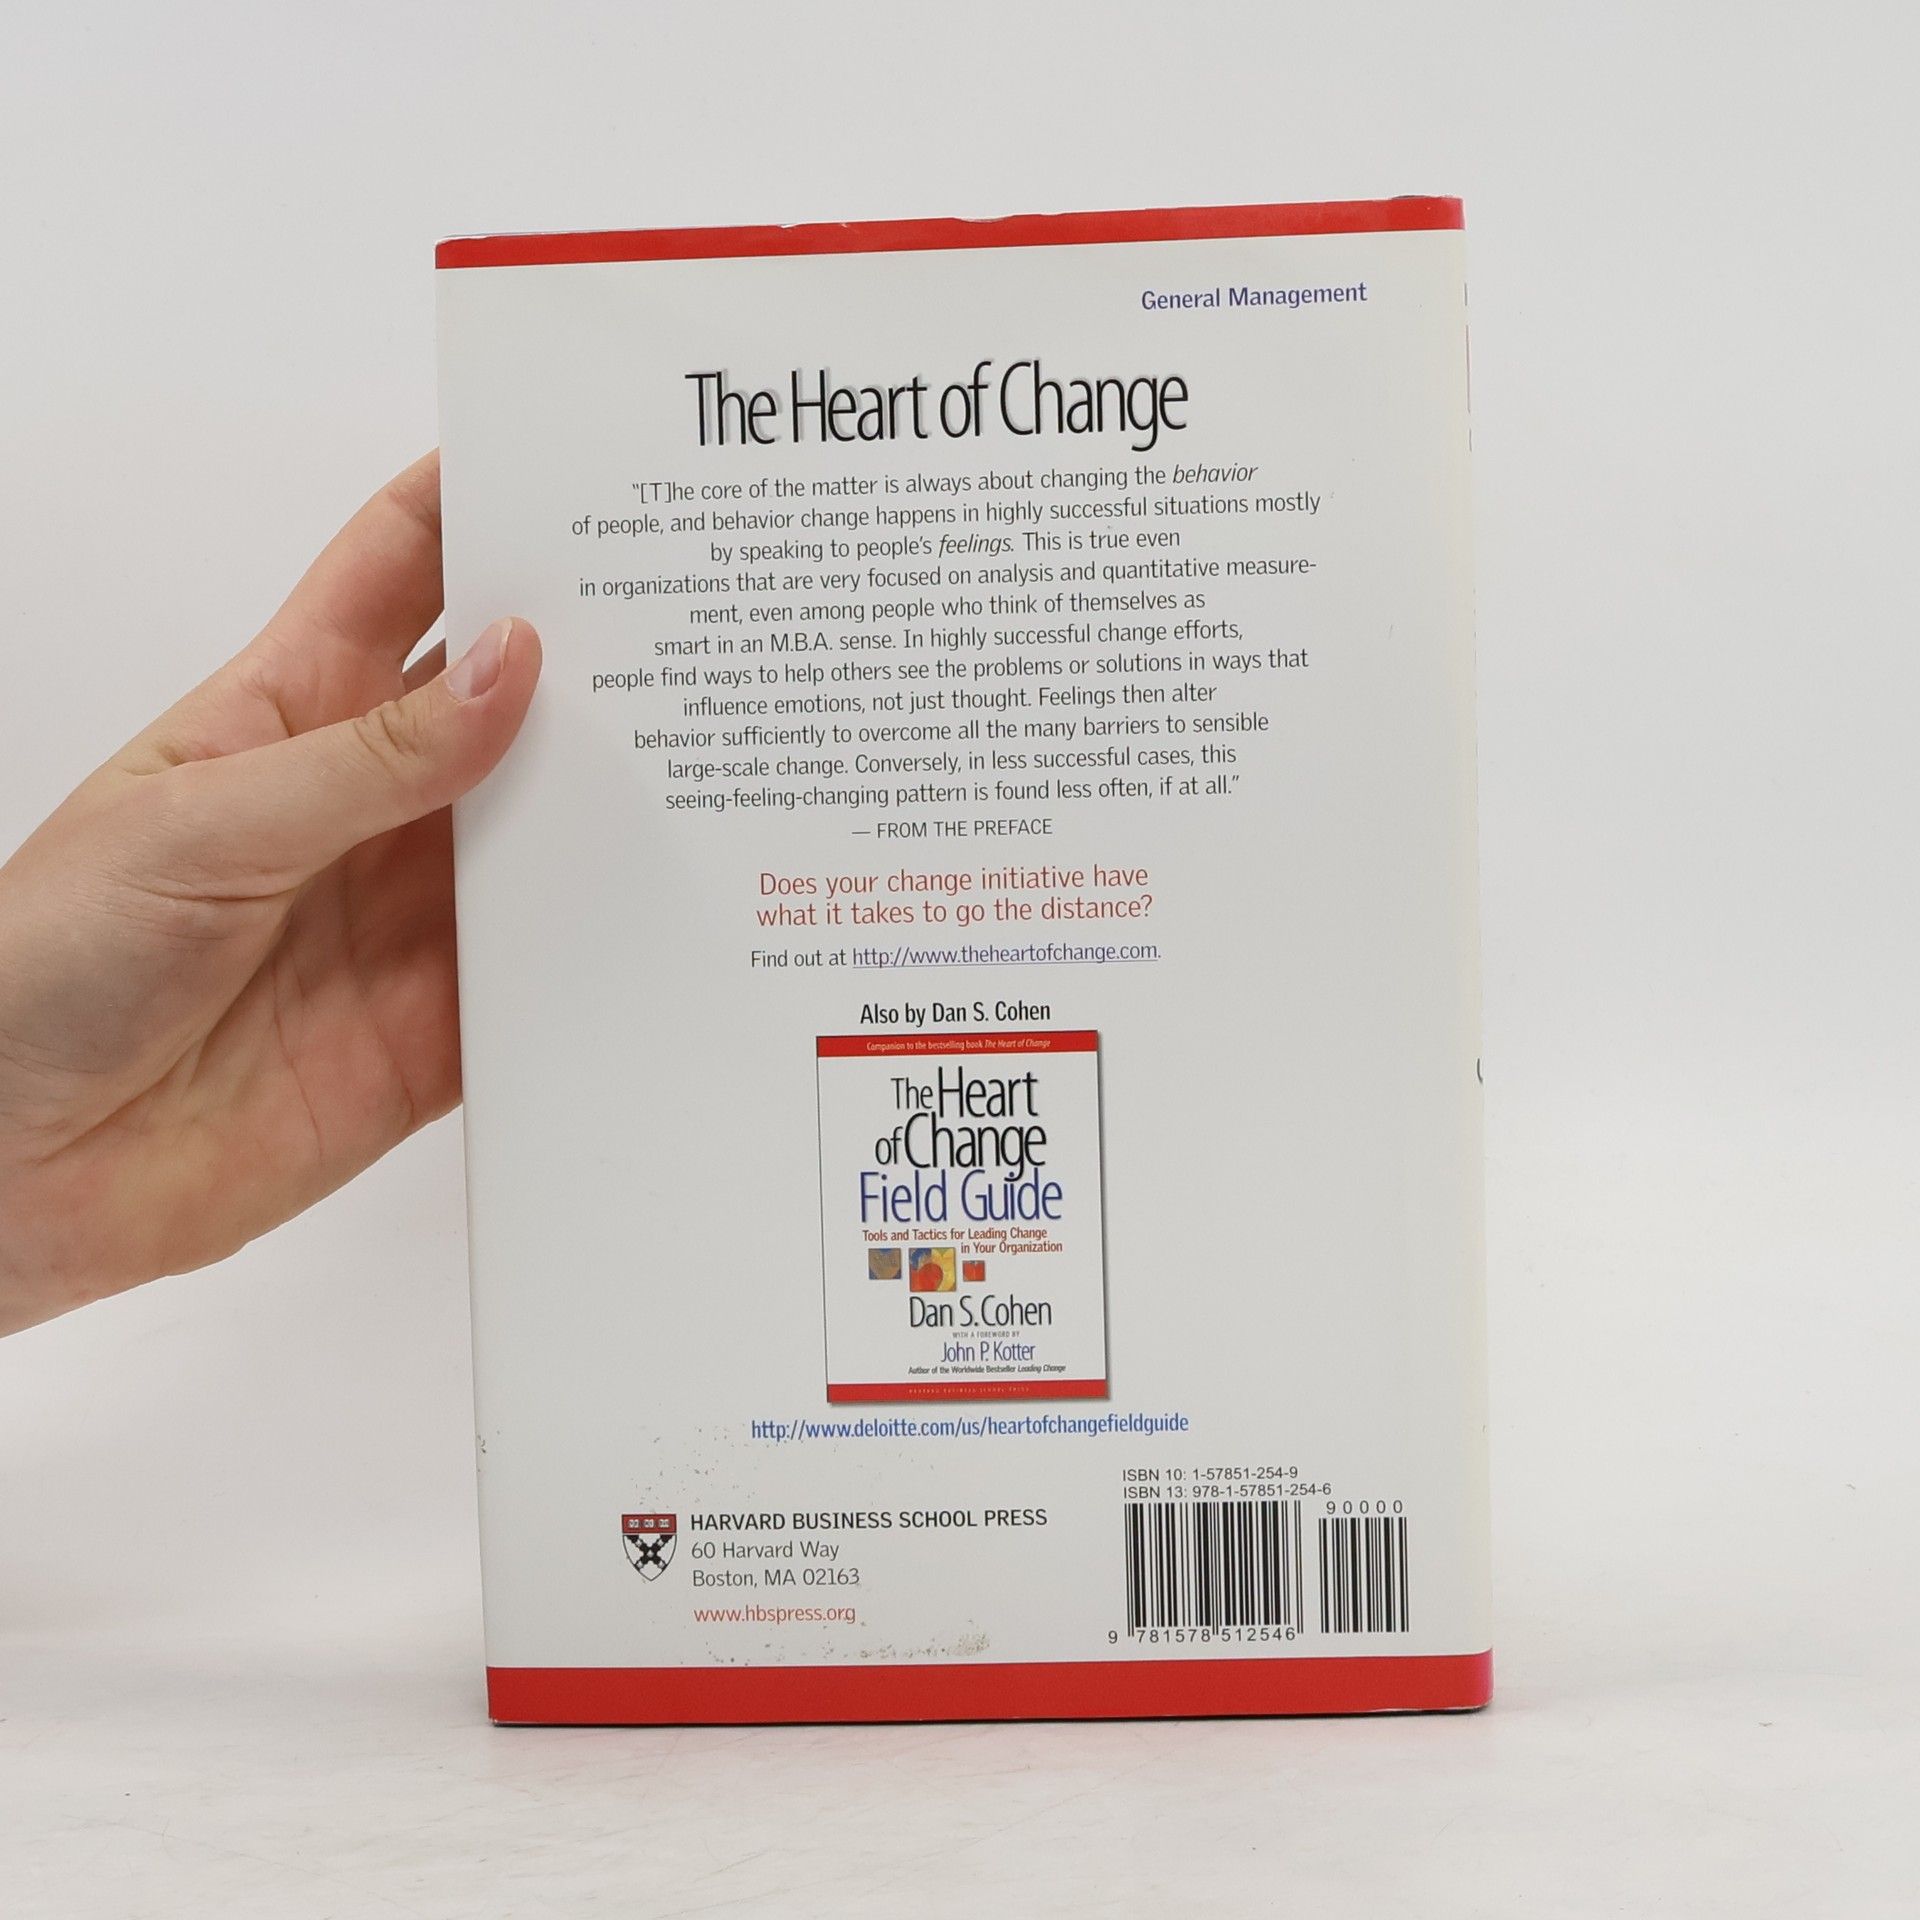 General Management
The Heart of Change
"[T]he core of the matter is always about changing the behavior
of people, and behavior change happens in highly successful situations mostly
by speaking to people's feelings. This is true even
in organizations that are very focused on analysis and quantitative measure-
ment, even among people who think of themselves as
smart in an M.B.A. sense. In highly successful change efforts,
people find ways to help others see the problems or solutions in ways that
influence emotions, not just thought. Feelings then alter
behavior sufficiently to overcome all the many barriers to sensible
large-scale change. Conversely, in less successful cases, this
seeing-feeling-changing pattern is found less often, if at all."
— FROM THE PREFACE
Does your change initiative have
what it takes to go the distance?
Find out at http://www.theheartofchange.com.
Also by Dan S. Cohen
Companion to the bestselling book The Heart of Change
The Heart
of Change
Field Guide
Tools and Tactics for Leading Change
in Your Organization
Dan S. Cohen
WITH A FOREWORD BY
John P. Kotter
Author of the Worldwide Bestseller Leading Change
HARVARD BUSINESS SCHOOL PRESS
http://www.deloitte.com/us/heartofchangefieldguide
HARVARD BUSINESS SCHOOL PRESS
60 Harvard Way
Boston, MA 02163
www.hbspress.org
ISBN 10: 1-57851-254-9
ISBN 13: 978-1-57851-254-6
90000
9 781578 512546